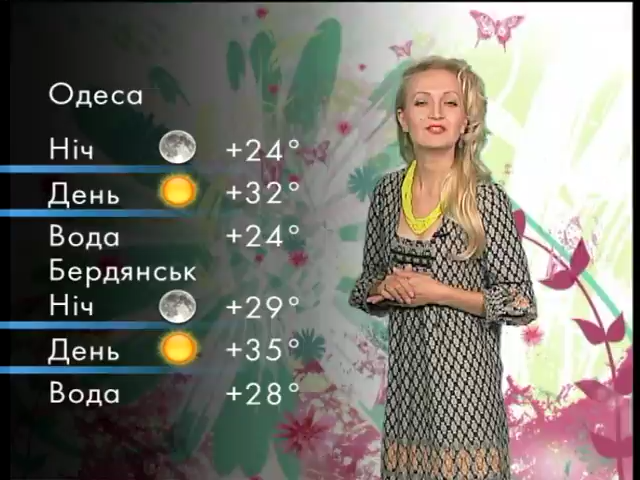 Одеса
Ніч +24°
День +32°
Вода +24°
Бердянськ
Ніч +29°
День +35°
Вода +28°